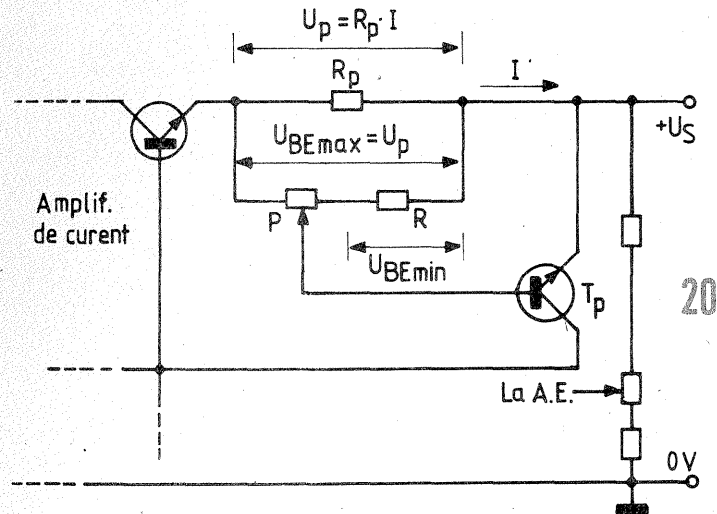 U_p = R_p · I
I
R_p
+U_S
U_BEmax = U_p
Amplif.
de curent
P
R
U_BEmin
T_p
20
La A.E.
0V